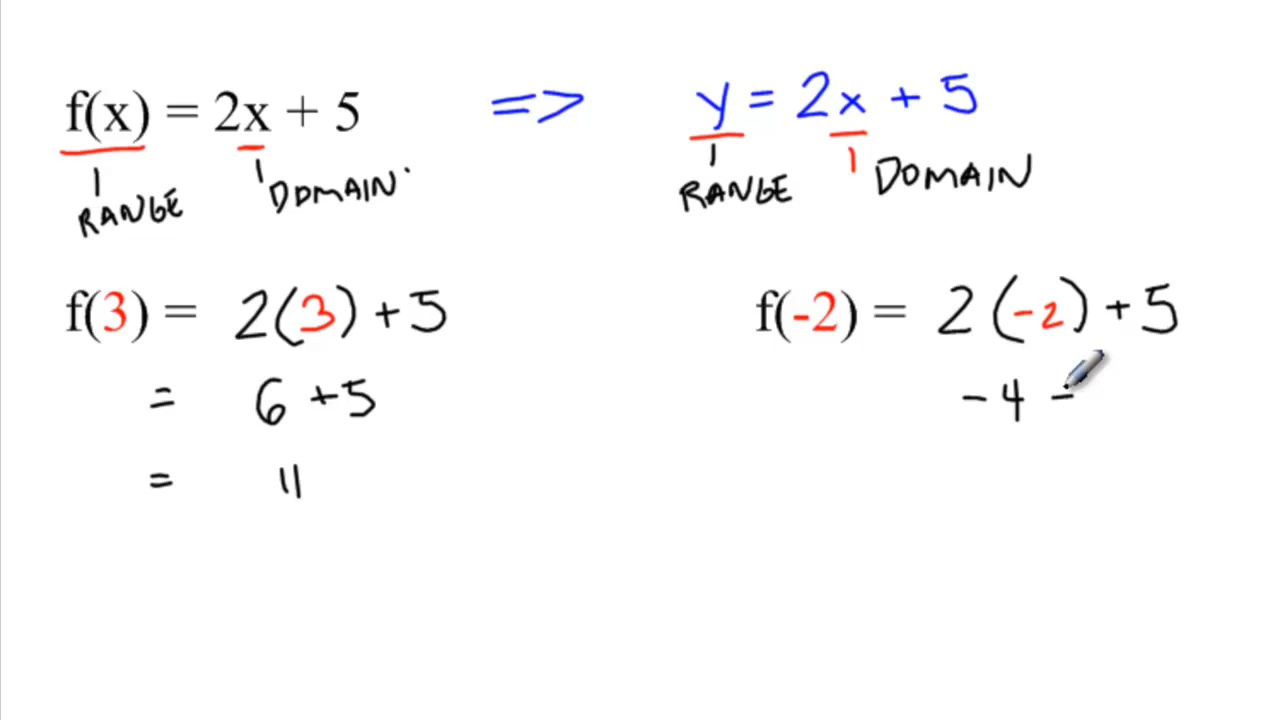 f(x) = 2x + 5 => y = 2x + 5
RANGE DOMAIN RANGE DOMAIN
f(3) = 2(3) + 5 f(-2) = 2(-2) + 5
= 6 + 5 -4 -
= 11